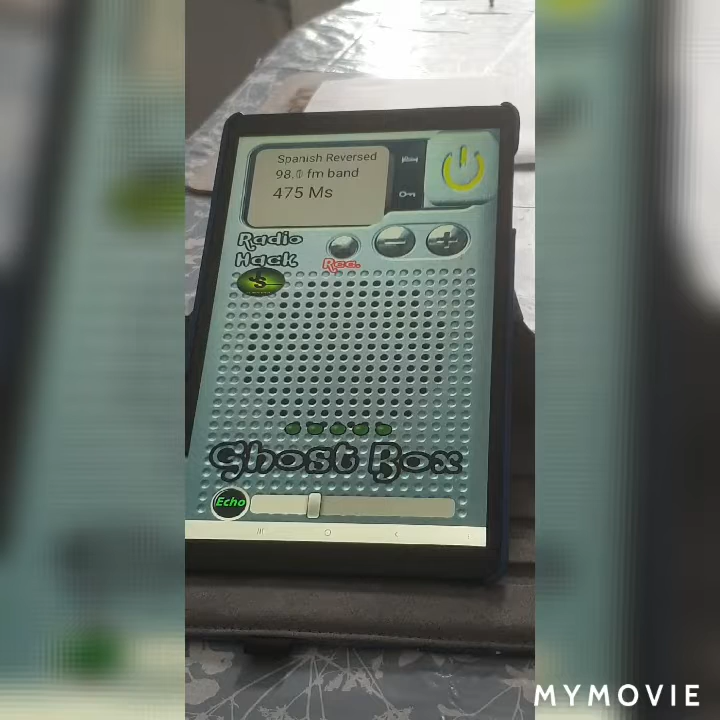 Spanish Reversed
98.0 fm band
475 Ms
Radio
Hack
Rec.
S
Ghost Box
Echo
MYMOVIE